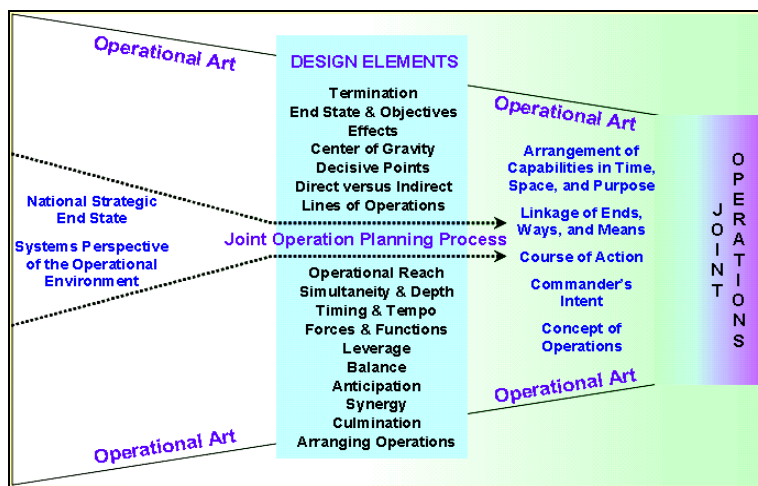 Operational Art
DESIGN ELEMENTS
Termination
End State & Objectives
Effects
Center of Gravity
Decisive Points
Direct versus Indirect
Lines of Operations
Joint Operation Planning Process
Operational Reach
Simultaneity & Depth
Timing & Tempo
Forces & Functions
Leverage
Balance
Anticipation
Synergy
Culmination
Arranging Operations
National Strategic
End State
Systems Perspective
of the Operational
Environment
Operational Art
Operational Art
Arrangement of
Capabilities in Time,
Space, and Purpose
Linkage of Ends,
Ways, and Means
Course of Action
Commander's
Intent
Concept of
Operations
Operational Art
JOINT
OPERATIONS